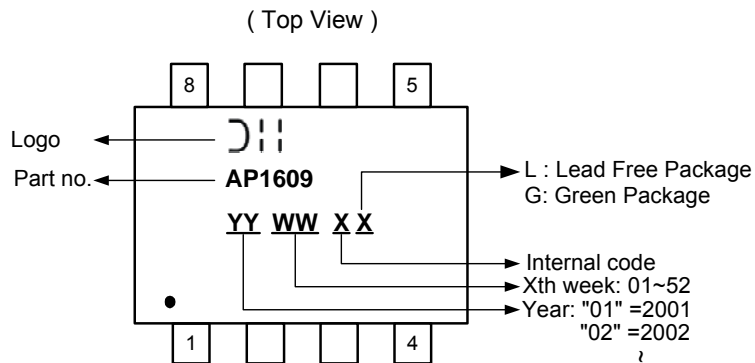 ( Top View )
8 5
Logo
AP1609
Part no.
L : Lead Free Package
G: Green Package
YY WW X X
Internal code
Xth week: 01~52
Year: "01" =2001
"02" =2002
~
1 4